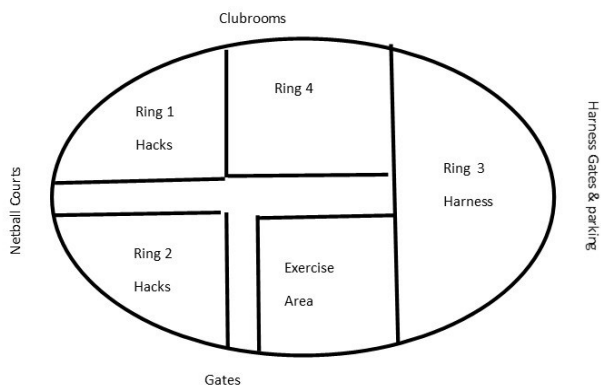 Clubrooms
Ring 4
Ring 1
Hacks
Ring 3
Harness
Harness Gates & parking
Netball Courts
Ring 2
Hacks
Exercise
Area
Gates